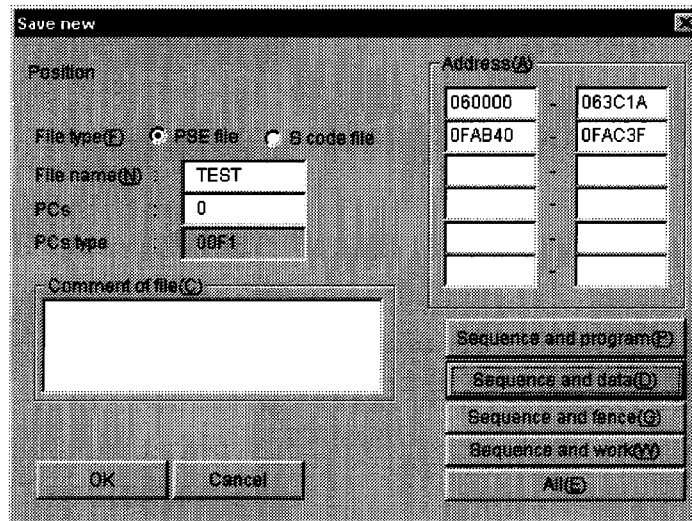 Save new
Position
File type(F) PSE file S code file
File name(N) : TEST
PCs : 0
PCs type : 00F1
Comment of file(C)
OK Cancel
Address(A)
060000 - 063C1A
0FAB40 - 0FAC3F
-
-
-
-
Sequence and program(P)
Sequence and data(D)
Sequence and fence(G)
Sequence and work(W)
All(E)